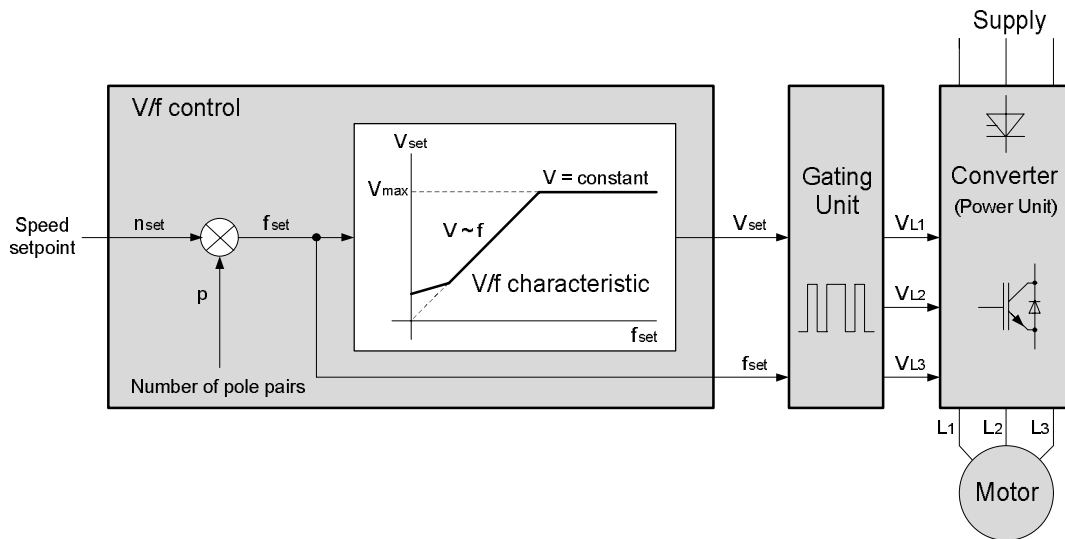 Supply
V/f control
Vset
Vmax
V = constant
V ~ f
V/f characteristic
fset
Speed
setpoint
nset
fset
p
Number of pole pairs
Vset
fset
Gating
Unit
VL1
VL2
VL3
Converter
(Power Unit)
L1
L2
L3
Motor